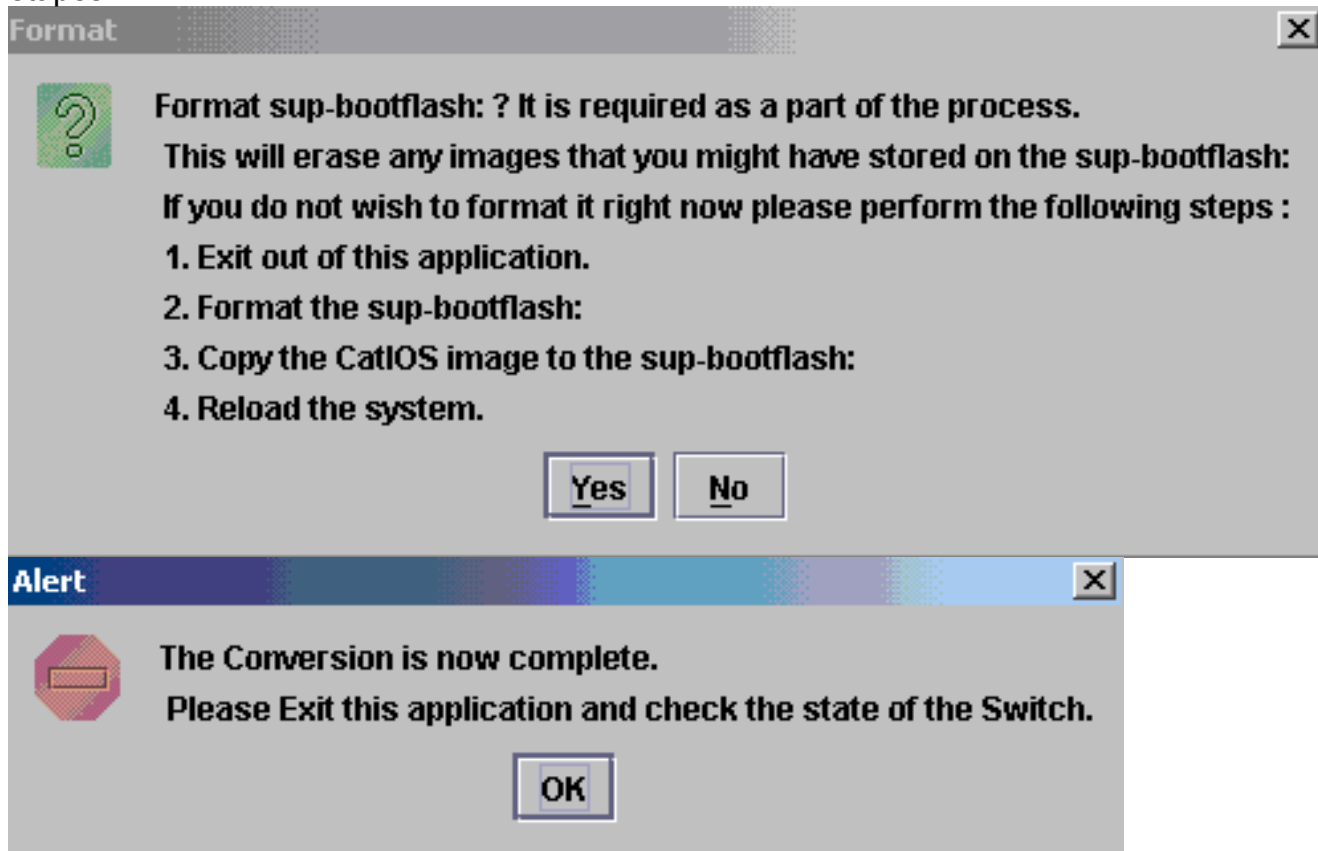 Format
Format sup-bootflash: ? It is required as a part of the process.
This will erase any images that you might have stored on the sup-bootflash:
If you do not wish to format it right now please perform the following steps :
1. Exit out of this application.
2. Format the sup-bootflash:
3. Copy the CatIOS image to the sup-bootflash:
4. Reload the system.
Yes No
Alert
The Conversion is now complete.
Please Exit this application and check the state of the Switch.
OK